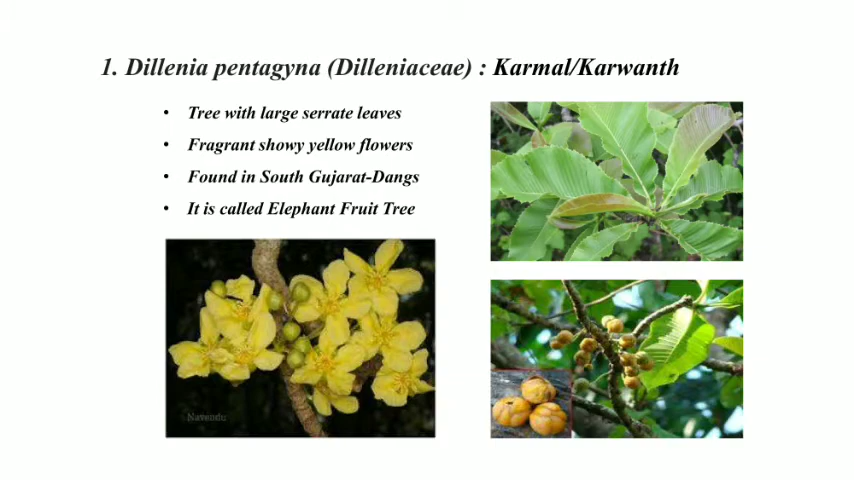 1. Dillenia pentagyna (Dilleniaceae) : Karmal/Karwanth
• Tree with large serrate leaves
• Fragrant showy yellow flowers
• Found in South Gujarat-Dangs
• It is called Elephant Fruit Tree
Navendu